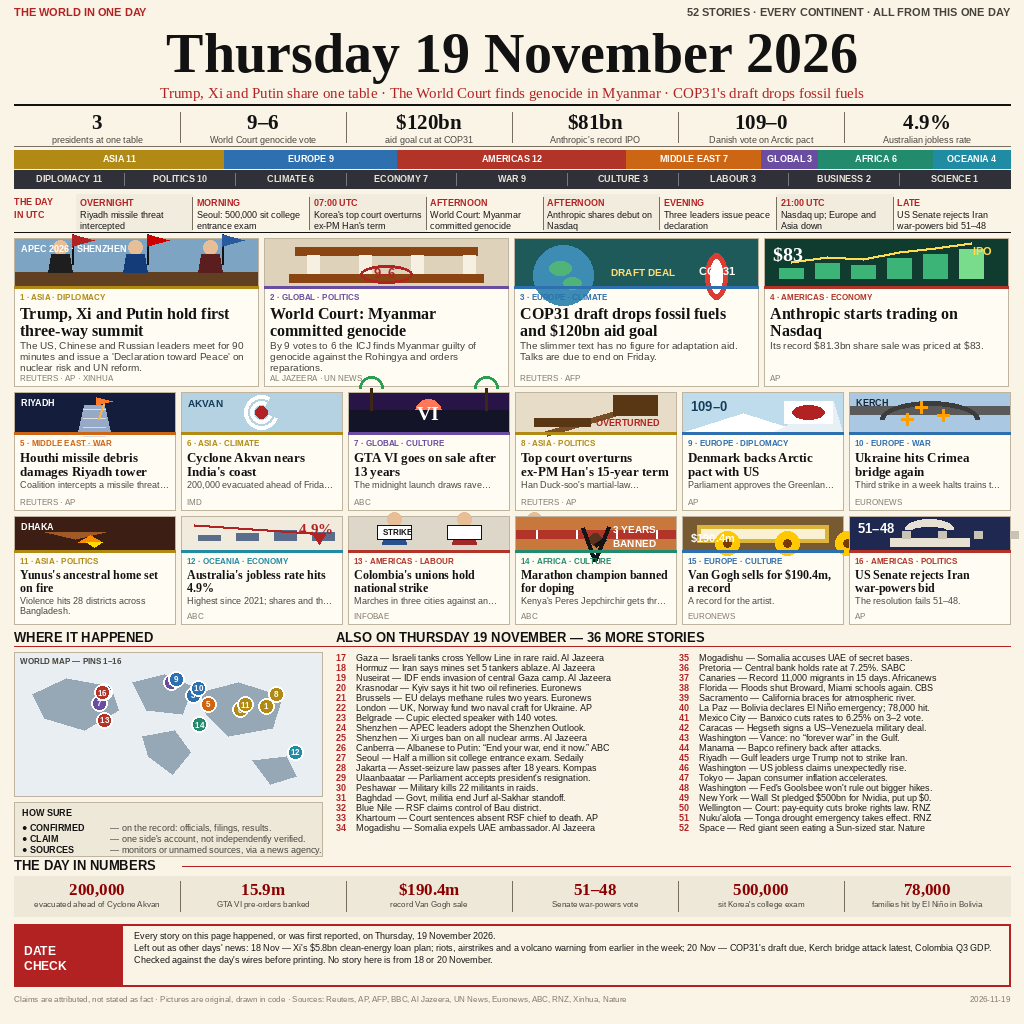 THE WORLD IN ONE DAY
52 STORIES · EVERY CONTINENT · ALL FROM THIS ONE DAY
Thursday 19 November 2026
Trump, Xi and Putin share one table · The World Court finds genocide in Myanmar · COP31's draft drops fossil fuels
3
presidents at one table
9–6
World Court genocide vote
$120bn
aid goal cut at COP31
$81bn
Anthropic's record IPO
109–0
Danish vote on Arctic pact
4.9%
Australian jobless rate
ASIA 11
EUROPE 9
AMERICAS 12
MIDDLE EAST 7
GLOBAL 3
AFRICA 6
OCEANIA 4
DIPLOMACY 11
POLITICS 10
CLIMATE 6
ECONOMY 7
WAR 9
CULTURE 3
LABOUR 3
BUSINESS 2
SCIENCE 1
THE DAY
IN UTC
OVERNIGHT
Riyadh missile threat
intercepted
MORNING
Seoul: 500,000 sit college
entrance exam
07:00 UTC
Korea's top court overturns
ex-PM Han's term
AFTERNOON
World Court: Myanmar
committed genocide
AFTERNOON
Anthropic shares debut on
Nasdaq
EVENING
Three leaders issue peace
declaration
21:00 UTC
Nasdaq up; Europe and
Asia down
LATE
US Senate rejects Iran
war-powers bid 51–48
APEC 2026 · SHENZHEN
1 · ASIA · DIPLOMACY
Trump, Xi and Putin hold first
three-way summit
The US, Chinese and Russian leaders meet for 90
minutes and issue a 'Declaration toward Peace' on
nuclear risk and UN reform.
REUTERS · AP · XINHUA
9–6
2 · GLOBAL · POLITICS
World Court: Myanmar
committed genocide
By 9 votes to 6 the ICJ finds Myanmar guilty of
genocide against the Rohingya and orders
reparations.
AL JAZEERA · UN NEWS
DRAFT DEAL
COP31
3 · EUROPE · CLIMATE
COP31 draft drops fossil fuels
and $120bn aid goal
The slimmer text has no figure for adaptation aid.
Talks are due to end on Friday.
REUTERS · AFP
$83
IPO
4 · AMERICAS · ECONOMY
Anthropic starts trading on
Nasdaq
Its record $81.3bn share sale was priced at $83.
AP
RIYADH
5 · MIDDLE EAST · WAR
Houthi missile debris
damages Riyadh tower
Coalition intercepts a missile threat…
REUTERS · AP
AKVAN
6 · ASIA · CLIMATE
Cyclone Akvan nears
India's coast
200,000 evacuated ahead of Frida…
IMD
VI
7 · GLOBAL · CULTURE
GTA VI goes on sale after
13 years
The midnight launch draws rave…
ABC
OVERTURNED
8 · ASIA · POLITICS
Top court overturns
ex-PM Han's 15-year term
Han Duck-soo's martial-law…
REUTERS · AP
109–0
9 · EUROPE · DIPLOMACY
Denmark backs Arctic
pact with US
Parliament approves the Greenlan…
AP
KERCH
10 · EUROPE · WAR
Ukraine hits Crimea
bridge again
Third strike in a week halts trains t…
EURONEWS
DHAKA
11 · ASIA · POLITICS
Yunus's ancestral home set
on fire
Violence hits 28 districts across
Bangladesh.
4.9%
12 · OCEANIA · ECONOMY
Australia's jobless rate hits
4.9%
Highest since 2021; shares and th…
ABC
STRIKE
13 · AMERICAS · LABOUR
Colombia's unions hold
national strike
Marches in three cities against an…
INFOBAE
3 YEARS
BANNED
14 · AFRICA · CULTURE
Marathon champion banned
for doping
Kenya's Peres Jepchirchir gets thr…
AP
$190.4m
15 · EUROPE · CULTURE
Van Gogh sells for $190.4m,
a record
A record for the artist.
EURONEWS
51–48
16 · AMERICAS · POLITICS
US Senate rejects Iran
war-powers bid
The resolution fails 51–48.
AP
WHERE IT HAPPENED
WORLD MAP — PINS 1–16
9
10
16
7
5
11
1
8
13
14
12
HOW SURE
● CONFIRMED — on the record: officials, filings, results.
● CLAIM — one side's account, not independently verified.
● SOURCES — monitors or unnamed sources, via a news agency.
ALSO ON THURSDAY 19 NOVEMBER — 36 MORE STORIES
17 Gaza — Israeli tanks cross Yellow Line in rare raid. Al Jazeera
18 Hormuz — Iran says mines set 5 tankers ablaze. Al Jazeera
19 Nuseirat — IDF ends invasion of central Gaza camp. Al Jazeera
20 Krasnodar — Kyiv says it hit two oil refineries. Euronews
21 Brussels — EU delays methane rules two years. Euronews
22 London — UK, Norway fund two naval craft for Ukraine. AP
23 Belgrade — Cupic elected speaker with 140 votes.
24 Shenzhen — APEC leaders adopt the Shenzhen Outlook.
25 Shenzhen — Xi urges ban on all nuclear arms. Al Jazeera
26 Canberra — Albanese to Putin: “End your war, end it now.” ABC
27 Seoul — Half a million sit college entrance exam. Sedaily
28 Jakarta — Asset-seizure law passes after 18 years. Kompas
29 Ulaanbaatar — Parliament accepts president's resignation.
30 Peshawar — Military kills 22 militants in raids.
31 Baghdad — Govt, militia end Jurf al-Sakhar standoff.
32 Blue Nile — RSF claims control of Bau district.
33 Khartoum — Court sentences absent RSF chief to death. AP
34 Mogadishu — Somalia expels UAE ambassador. Al Jazeera
35 Mogadishu — Somalia accuses UAE of secret bases.
36 Pretoria — Central bank holds rate at 7.25%. SABC
37 Canaries — Record 11,000 migrants in 15 days. Africanews
38 Florida — Floods shut Broward, Miami schools again. CBS
39 Sacramento — California braces for atmospheric river.
40 La Paz — Bolivia declares El Niño emergency; 78,000 hit.
41 Mexico City — Banxico cuts rates to 6.25% on 3–2 vote.
42 Caracas — Hegseth signs a US–Venezuela military deal.
43 Washington — Vance: no “forever war” in the Gulf.
44 Manama — Bapco refinery back after attacks.
45 Riyadh — Gulf leaders urge Trump not to strike Iran.
46 Washington — US jobless claims unexpectedly rise.
47 Tokyo — Japan consumer inflation accelerates.
48 Washington — Fed's Goolsbee won't rule out bigger hikes.
49 New York — Wall St pledged $500bn for Nvidia, put up $0.
50 Wellington — Court: pay-equity cuts broke rights law. RNZ
51 Nuku'alofa — Tonga drought emergency takes effect. RNZ
52 Space — Red giant seen eating a Sun-sized star. Nature
THE DAY IN NUMBERS
200,000
evacuated ahead of Cyclone Akvan
15.9m
GTA VI pre-orders banked
$190.4m
record Van Gogh sale
51–48
Senate war-powers vote
500,000
sit Korea's college exam
78,000
families hit by El Niño in Bolivia
DATE
CHECK
Every story on this page happened, or was first reported, on Thursday, 19 November 2026.
Left out as other days' news: 18 Nov — Xi's $5.8bn clean-energy loan plan; riots, airstrikes and a volcano warning from earlier in the week; 20 Nov — COP31's draft due, Kerch bridge attack latest, Colombia Q3 GDP.
Checked against the day's wires before printing. No story here is from 18 or 20 November.
Claims are attributed, not stated as fact · Pictures are original, drawn in code · Sources: Reuters, AP, AFP, BBC, Al Jazeera, UN News, Euronews, ABC, RNZ, Xinhua, Nature
2026-11-19